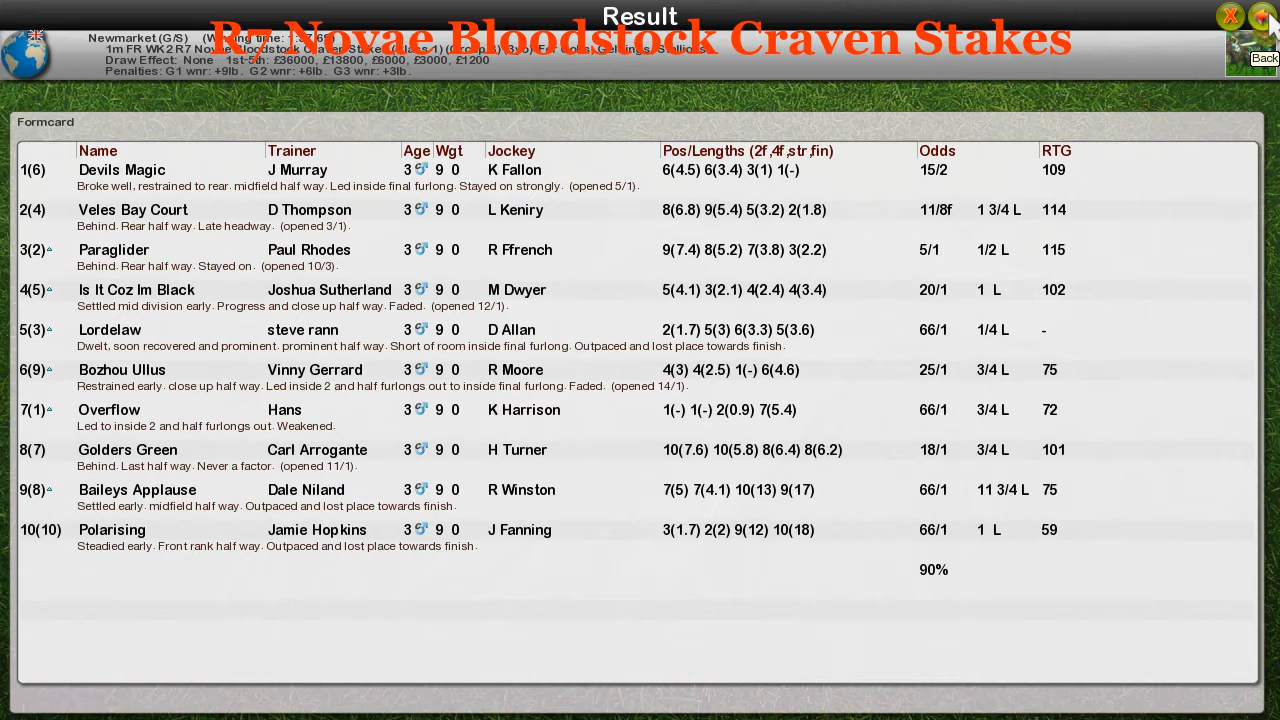 Result
R7 Novae Bloodstock Craven Stakes
Newmarket (G/S) (Winning time: 1:37.69)
1m FR WK2 R7 Novae Bloodstock Craven Stakes (Class 1) (Group 3) (3yo) For Colts, Geldings, Stallions
Draw Effect: None 1st-5th: £36000, £13800, £6000, £3000, £1200
Penalties: G1 wnr: +9lb. G2 wnr: +6lb. G3 wnr: +3lb.
Back
Formcard
Name Trainer Age Wgt Jockey Pos/Lengths (2f,4f,str,fin) Odds RTG
1(6) Devils Magic J Murray 3 9 0 K Fallon 6(4.5) 6(3.4) 3(1) 1(-) 15/2 109
Broke well, restrained to rear. midfield half way. Led inside final furlong. Stayed on strongly. (opened 5/1).
2(4) Veles Bay Court D Thompson 3 9 0 L Keniry 8(6.8) 9(5.4) 5(3.2) 2(1.8) 11/8f 1 3/4 L 114
Behind. Rear half way. Late headway. (opened 3/1).
3(2) Paraglider Paul Rhodes 3 9 0 R Ffrench 9(7.4) 8(5.2) 7(3.8) 3(2.2) 5/1 1/2 L 115
Behind. Rear half way. Stayed on. (opened 10/3).
4(5) Is It Coz Im Black Joshua Sutherland 3 9 0 M Dwyer 5(4.1) 3(2.1) 4(2.4) 4(3.4) 20/1 1 L 102
Settled mid division early. Progress and close up half way. Faded. (opened 12/1).
5(3) Lordelaw steve rann 3 9 0 D Allan 2(1.7) 5(3) 6(3.3) 5(3.6) 66/1 1/4 L -
Dwelt, soon recovered and prominent. prominent half way. Short of room inside final furlong. Outpaced and lost place towards finish.
6(9) Bozhou Ullus Vinny Gerrard 3 9 0 R Moore 4(3) 4(2.5) 1(-) 6(4.6) 25/1 3/4 L 75
Restrained early. close up half way. Led inside 2 and half furlongs out to inside final furlong. Faded. (opened 14/1).
7(1) Overflow Hans 3 9 0 K Harrison 1(-) 1(-) 2(0.9) 7(5.4) 66/1 3/4 L 72
Led to inside 2 and half furlongs out. Weakened.
8(7) Golders Green Carl Arrogante 3 9 0 H Turner 10(7.6) 10(5.8) 8(6.4) 8(6.2) 18/1 3/4 L 101
Behind. Last half way. Never a factor. (opened 11/1).
9(8) Baileys Applause Dale Niland 3 9 0 R Winston 7(5) 7(4.1) 10(13) 9(17) 66/1 11 3/4 L 75
Settled early. midfield half way. Outpaced and lost place towards finish.
10(10) Polarising Jamie Hopkins 3 9 0 J Fanning 3(1.7) 2(2) 9(12) 10(18) 66/1 1 L 59
Steadied early. Front rank half way. Outpaced and lost place towards finish.
90%